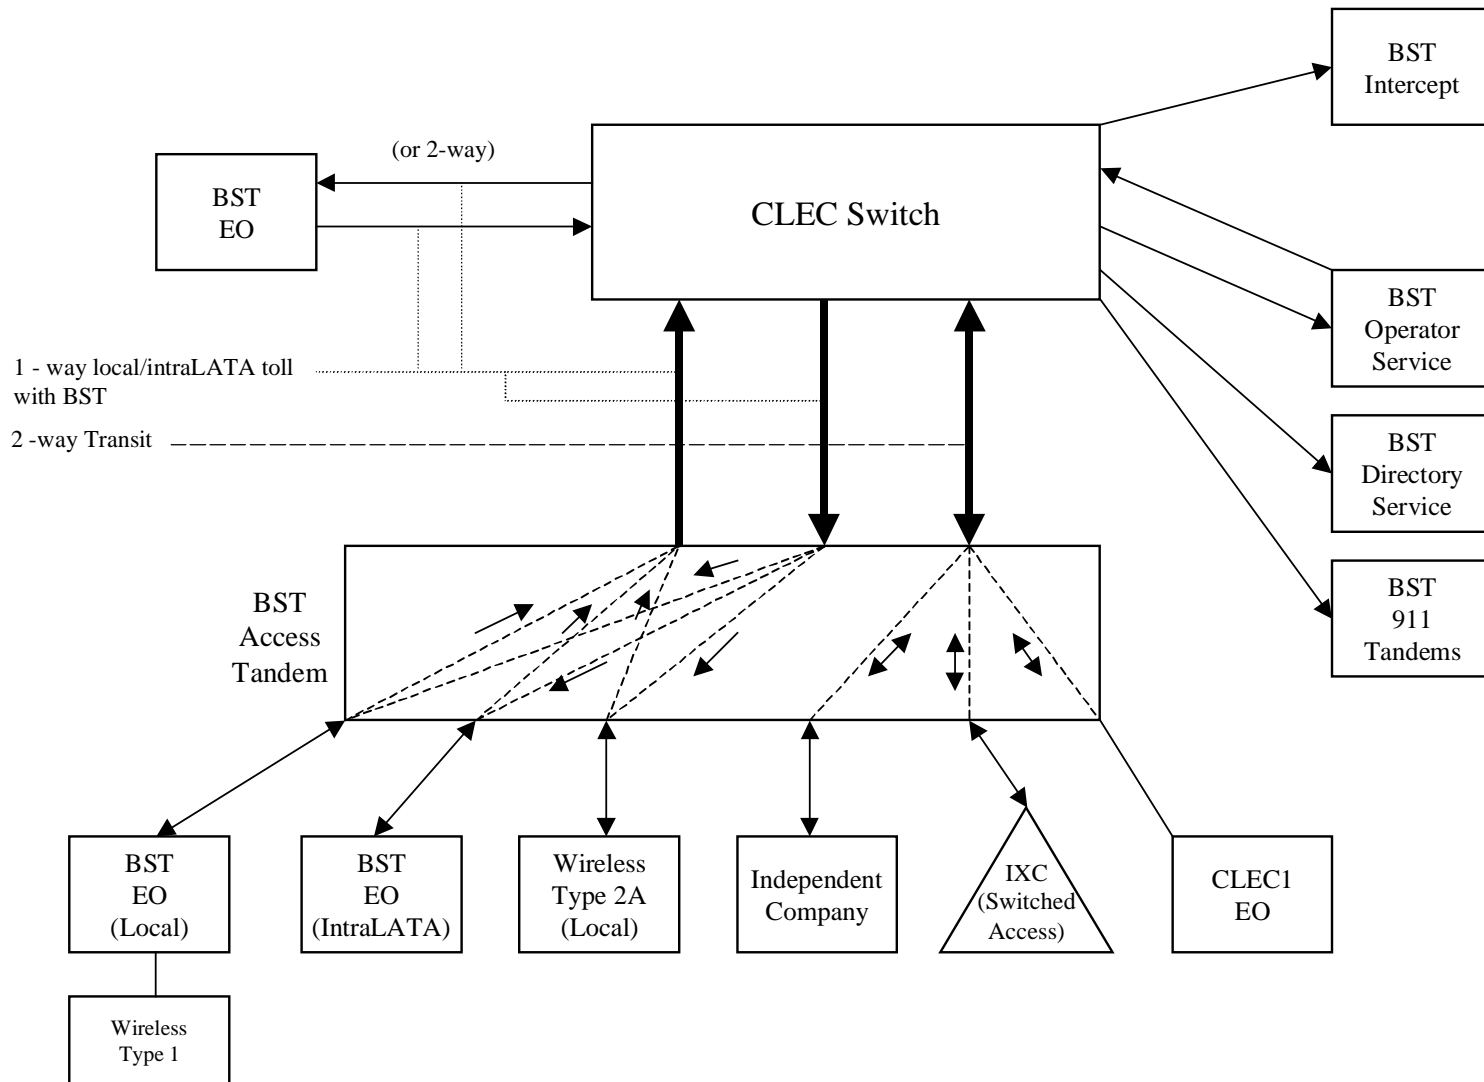 BST
Intercept
(or 2-way)
BST
EO
CLEC Switch
BST
Operator
Service
1 - way local/intraLATA toll
with BST
2 -way Transit
BST
Directory
Service
BST
911
Tandems
BST
Access
Tandem
BST
EO
(Local)
BST
EO
(IntraLATA)
Wireless
Type 2A
(Local)
Independent
Company
IXC
(Switched
Access)
CLEC1
EO
Wireless
Type 1